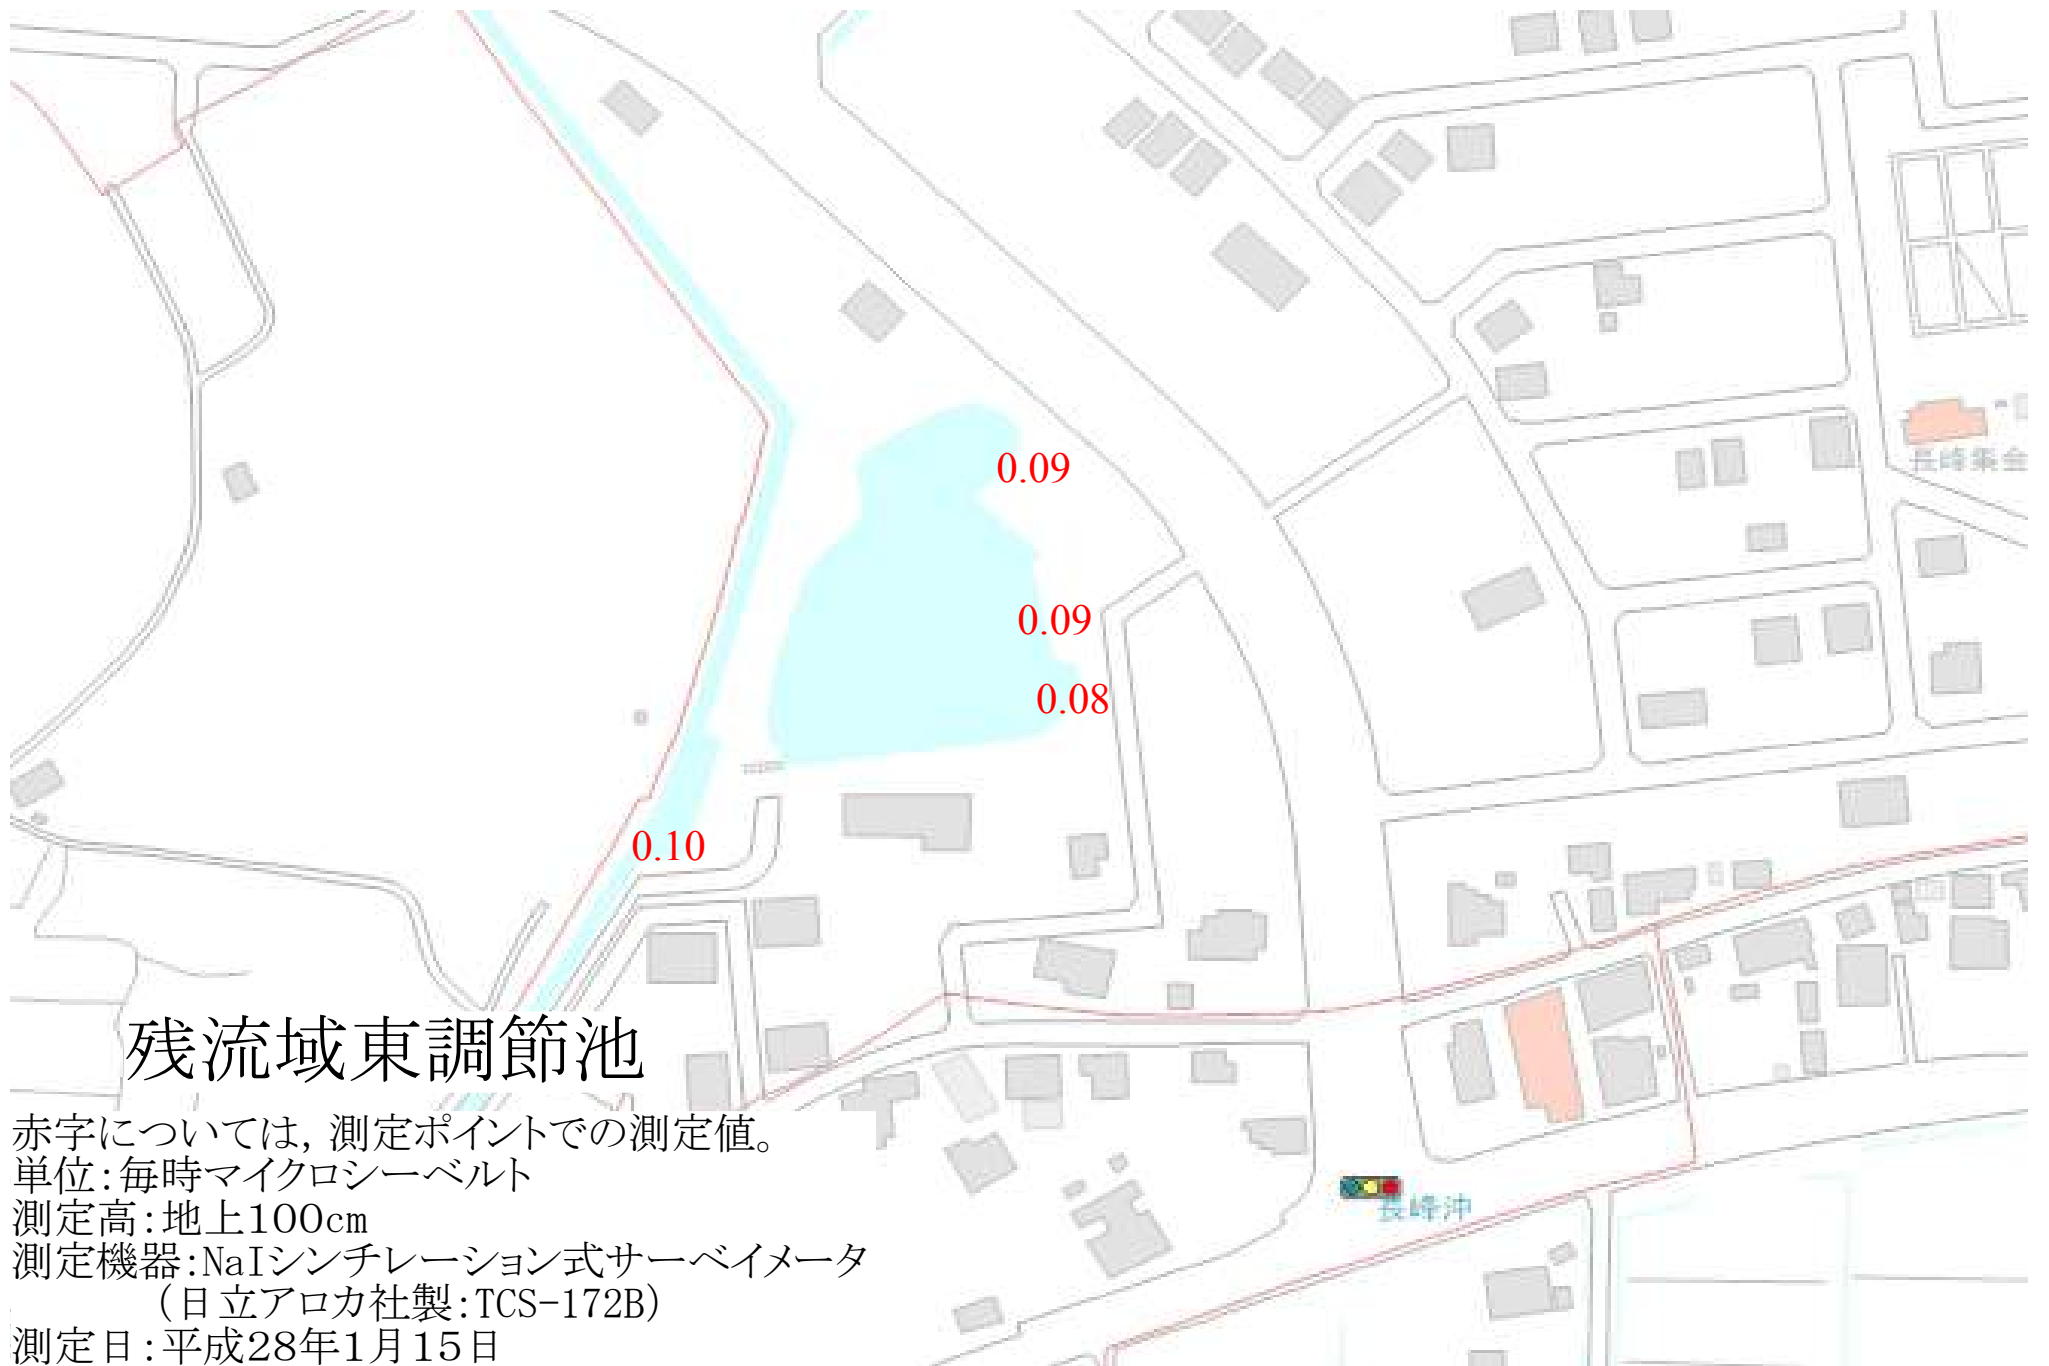 長峰集会
0.09
0.09
0.08
0.10
残流域東調節池
赤字については，測定ポイントでの測定値。
単位：毎時マイクロシーベルト
長峰沖
測定高：地上100cm
測定機器：NaIシンチレーション式サーベイメータ
（日立アロカ社製：TCS-172B）
測定日：平成28年1月15日